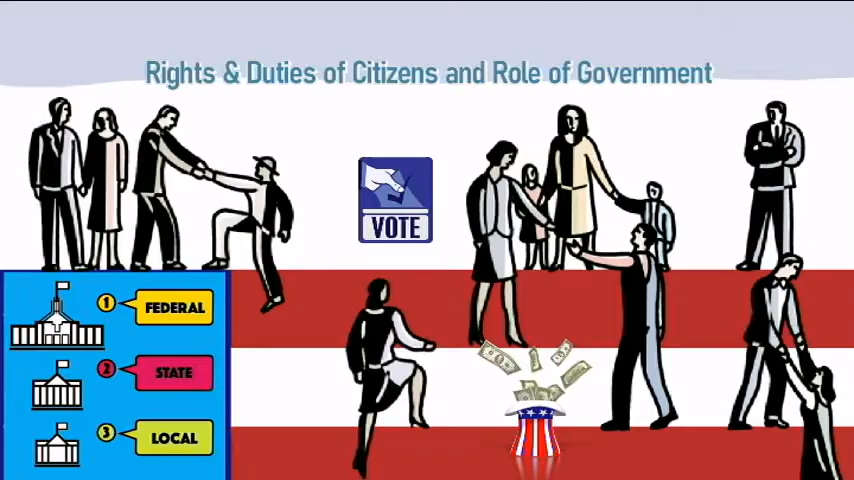 Rights & Duties of Citizens and Role of Government
VOTE
1 FEDERAL
2 STATE
3 LOCAL